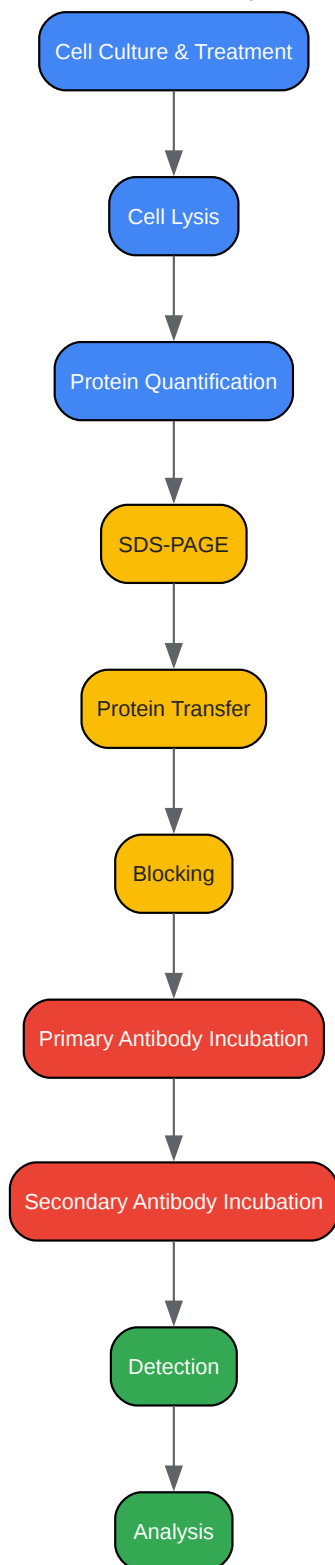 Cell Culture & Treatment
Cell Lysis
Protein Quantification
SDS-PAGE
Protein Transfer
Blocking
Primary Antibody Incubation
Secondary Antibody Incubation
Detection
Analysis